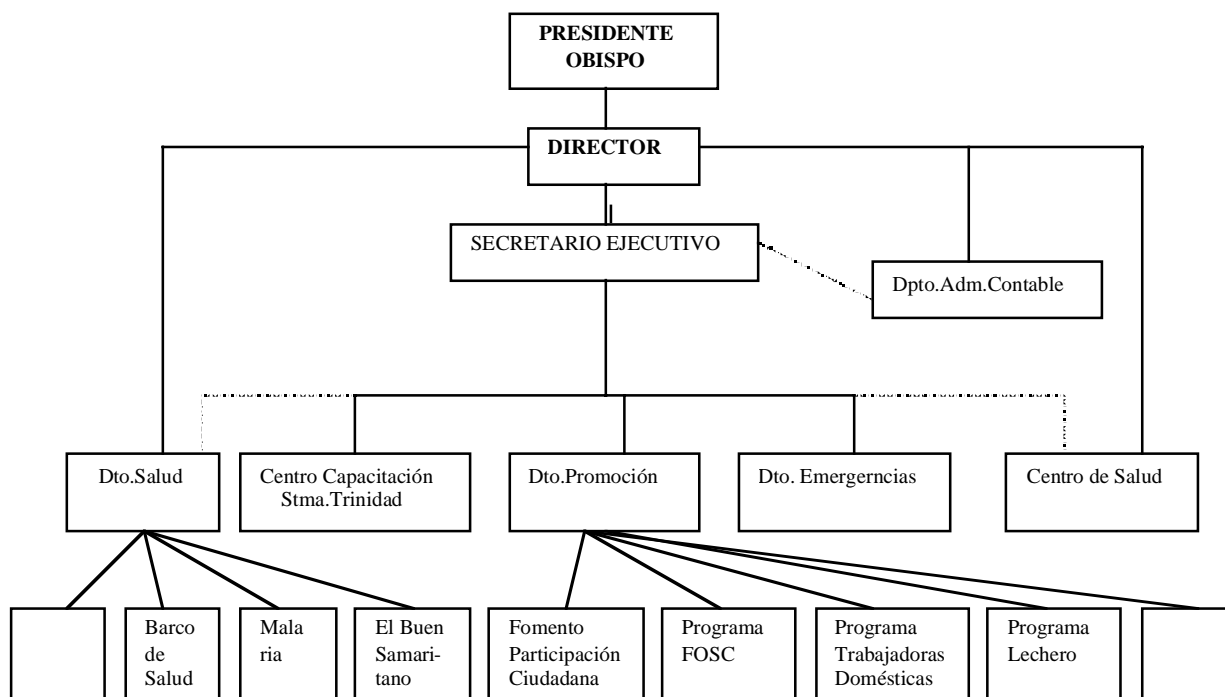 PRESIDENTE
OBISPO
DIRECTOR
SECRETARIO EJECUTIVO
Dpto.Adm.Contable
Dto.Salud
Centro Capacitación
Stma.Trinidad
Dto.Promoción
Dto. Emergerncias
Centro de Salud
Barco
de
Salud
Mala
ria
El Buen
Samari-
tano
Fomento
Participación
Ciudadana
Programa
FOSC
Programa
Trabajadoras
Domésticas
Programa
Lechero